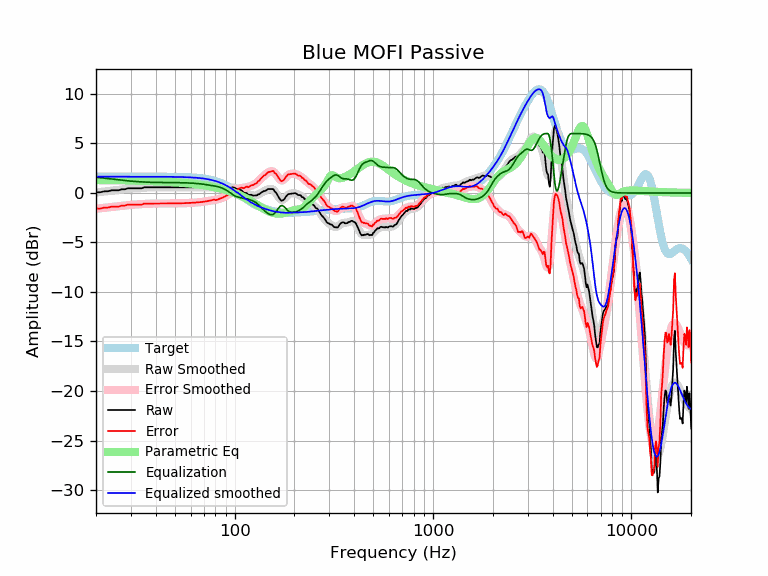 Blue MOFI Passive
10
5
0
−5
−10
−15
−20
−25
−30
Amplitude (dBr)
Target
Raw Smoothed
Error Smoothed
Raw
Error
Parametric Eq
Equalization
Equalized smoothed
100 1000 10000
Frequency (Hz)